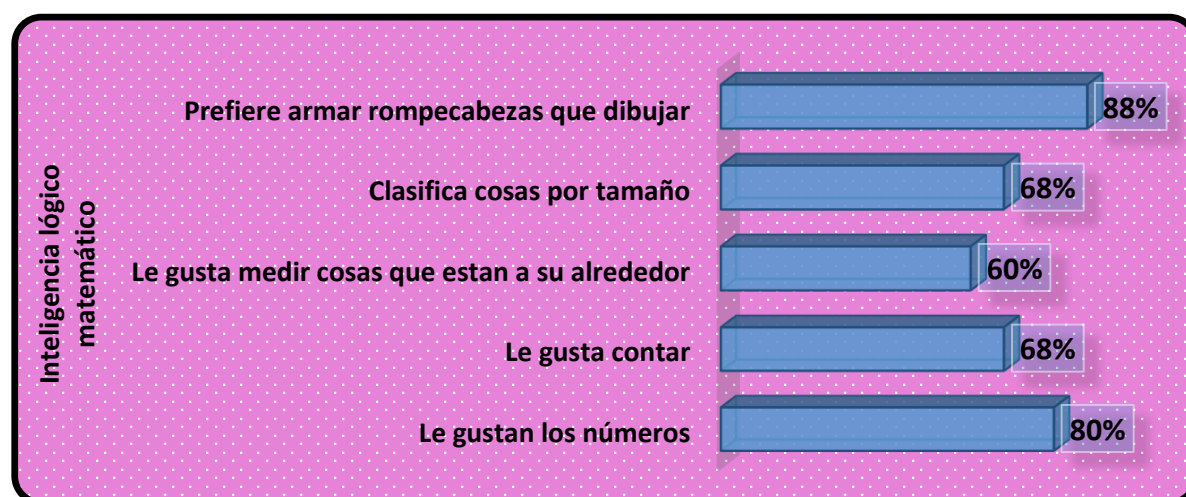 Inteligencia lógico
matemático
Prefiere armar rompecabezas que dibujar
88%
Clasifica cosas por tamaño
68%
Le gusta medir cosas que estan a su alrededor
60%
Le gusta contar
68%
Le gustan los números
80%